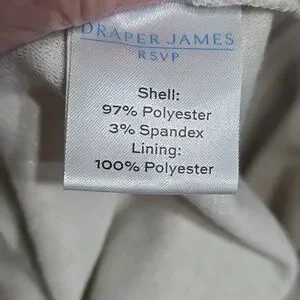 DRAPER JAMES
RSVP
Shell:
97% Polyester
3% Spandex
Lining:
100% Polyester